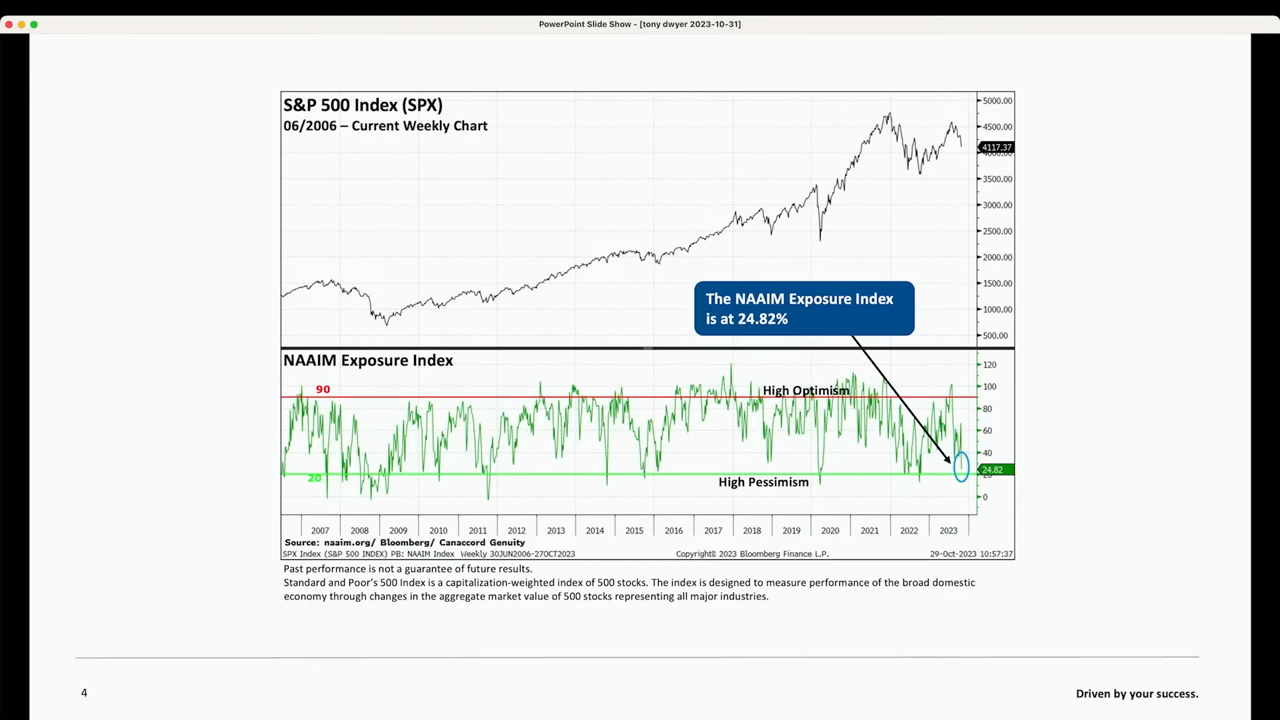 PowerPoint Slide Show - [tony dwyer 2023-10-31]
S&P 500 Index (SPX)
06/2006 – Current Weekly Chart
5000.00
4500.00
4117.37
4000.00
3500.00
3000.00
2500.00
2000.00
1500.00
1000.00
500.00
The NAAIM Exposure Index
is at 24.82%
NAAIM Exposure Index
120
100
80
60
40
24.82
20
0
90
High Optimism
20
High Pessimism
2007 2008 2009 2010 2011 2012 2013 2014 2015 2016 2017 2018 2019 2020 2021 2022 2023
Source: naaim.org/ Bloomberg/ Canaccord Genuity
SPX Index (S&P 500 INDEX) PB: NAAIM Index Weekly 30JUN2006-27OCT2023 Copyright© 2023 Bloomberg Finance L.P. 29-Oct-2023 10:57:37
Past performance is not a guarantee of future results.
Standard and Poor's 500 Index is a capitalization-weighted index of 500 stocks. The index is designed to measure performance of the broad domestic
economy through changes in the aggregate market value of 500 stocks representing all major industries.
4
Driven by your success.